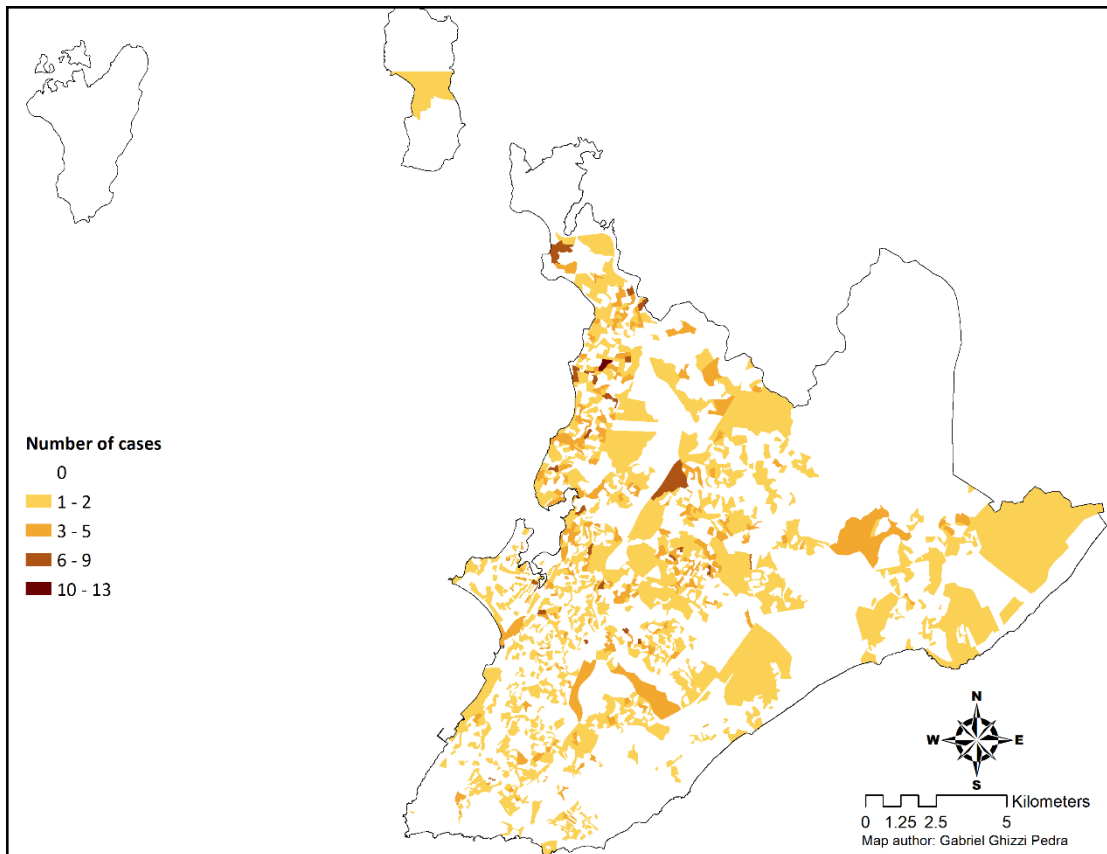 Number of cases
0
1 - 2
3 - 5
6 - 9
10 - 13
N
W E
S
Kilometers
0 1.25 2.5 5
Map author: Gabriel Ghizzi Pedra